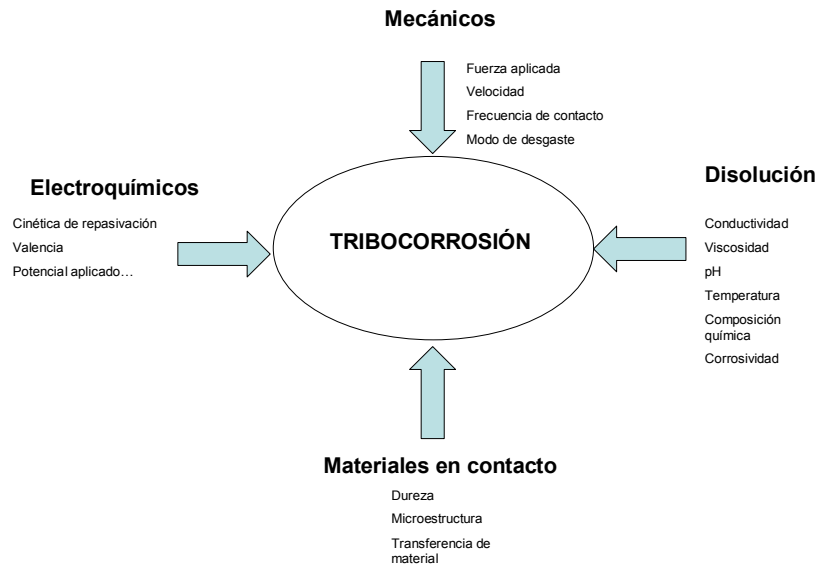 Mecánicos
Fuerza aplicada
Velocidad
Frecuencia de contacto
Modo de desgaste
Electroquímicos
Cinética de repasivación
Valencia
Potencial aplicado…
TRIBOCORROSIÓN
Disolución
Conductividad
Viscosidad
pH
Temperatura
Composición
química
Corrosividad
Materiales en contacto
Dureza
Microestructura
Transferencia de
material